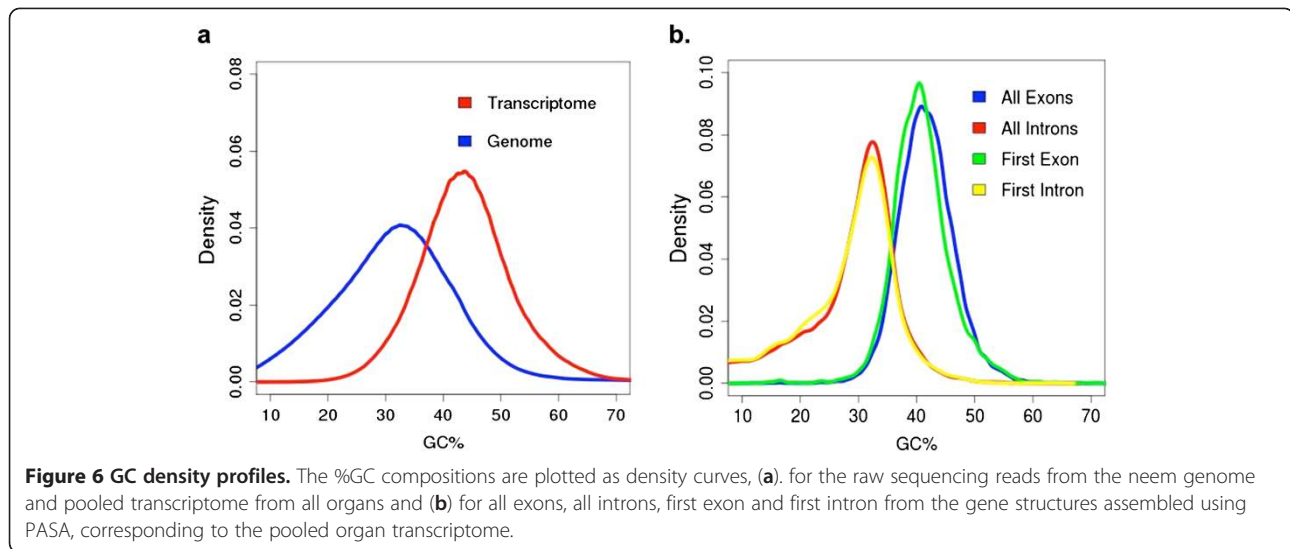 a
0.08
0.06
0.04
0.02
0.00
Density
Transcriptome
Genome
10 20 30 40 50 60 70
GC%
b.
0.10
0.08
0.06
0.04
0.02
0.00
Density
All Exons
All Introns
First Exon
First Intron
10 20 30 40 50 60 70
GC%
Figure 6 GC density profiles. The %GC compositions are plotted as density curves, (a). for the raw sequencing reads from the neem genome
and pooled transcriptome from all organs and (b) for all exons, all introns, first exon and first intron from the gene structures assembled using
PASA, corresponding to the pooled organ transcriptome.